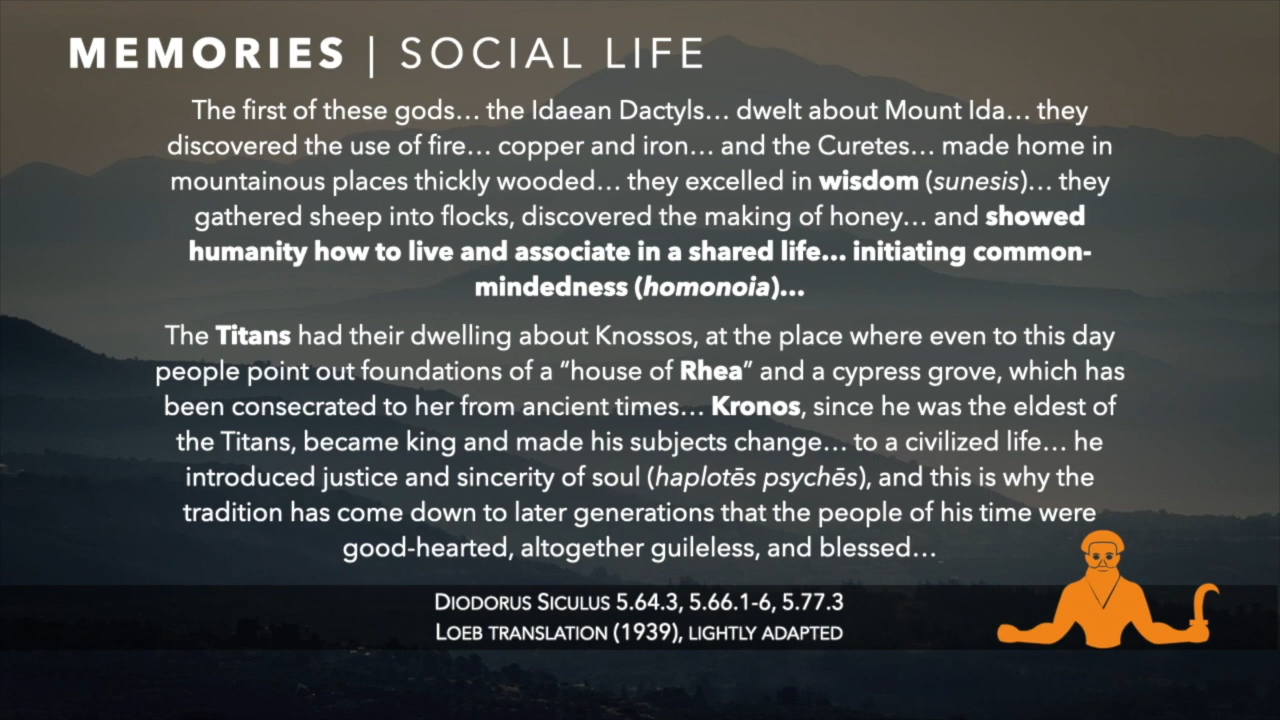 MEMORIES | SOCIAL LIFE
The first of these gods… the Idaean Dactyls… dwelt about Mount Ida… they
discovered the use of fire… copper and iron… and the Curetes… made home in
mountainous places thickly wooded… they excelled in wisdom (sunesis)… they
gathered sheep into flocks, discovered the making of honey… and showed
humanity how to live and associate in a shared life… initiating common-
mindedness (homonoia)…
The Titans had their dwelling about Knossos, at the place where even to this day
people point out foundations of a “house of Rhea” and a cypress grove, which has
been consecrated to her from ancient times… Kronos, since he was the eldest of
the Titans, became king and made his subjects change… to a civilized life… he
introduced justice and sincerity of soul (haplotēs psychēs), and this is why the
tradition has come down to later generations that the people of his time were
good-hearted, altogether guileless, and blessed…
DIODORUS SICULUS 5.64.3, 5.66.1-6, 5.77.3
LOEB TRANSLATION (1939), LIGHTLY ADAPTED